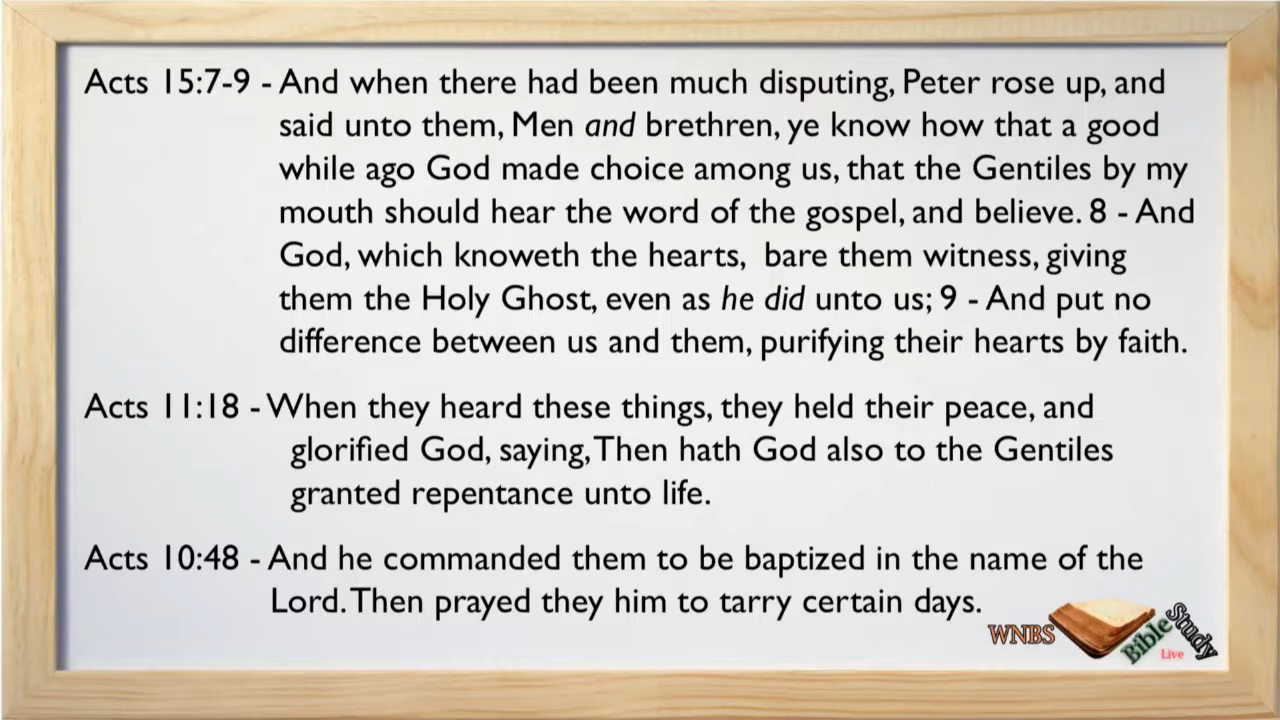 Acts 15:7-9 - And when there had been much disputing, Peter rose up, and
said unto them, Men and brethren, ye know how that a good
while ago God made choice among us, that the Gentiles by my
mouth should hear the word of the gospel, and believe. 8 - And
God, which knoweth the hearts,  bare them witness, giving
them the Holy Ghost, even as he did unto us; 9 - And put no
difference between us and them, purifying their hearts by faith.
Acts 11:18 - When they heard these things, they held their peace, and
glorified God, saying, Then hath God also to the Gentiles
granted repentance unto life.
Acts 10:48 - And he commanded them to be baptized in the name of the
Lord. Then prayed they him to tarry certain days.
WNBS
Bible Study
Live